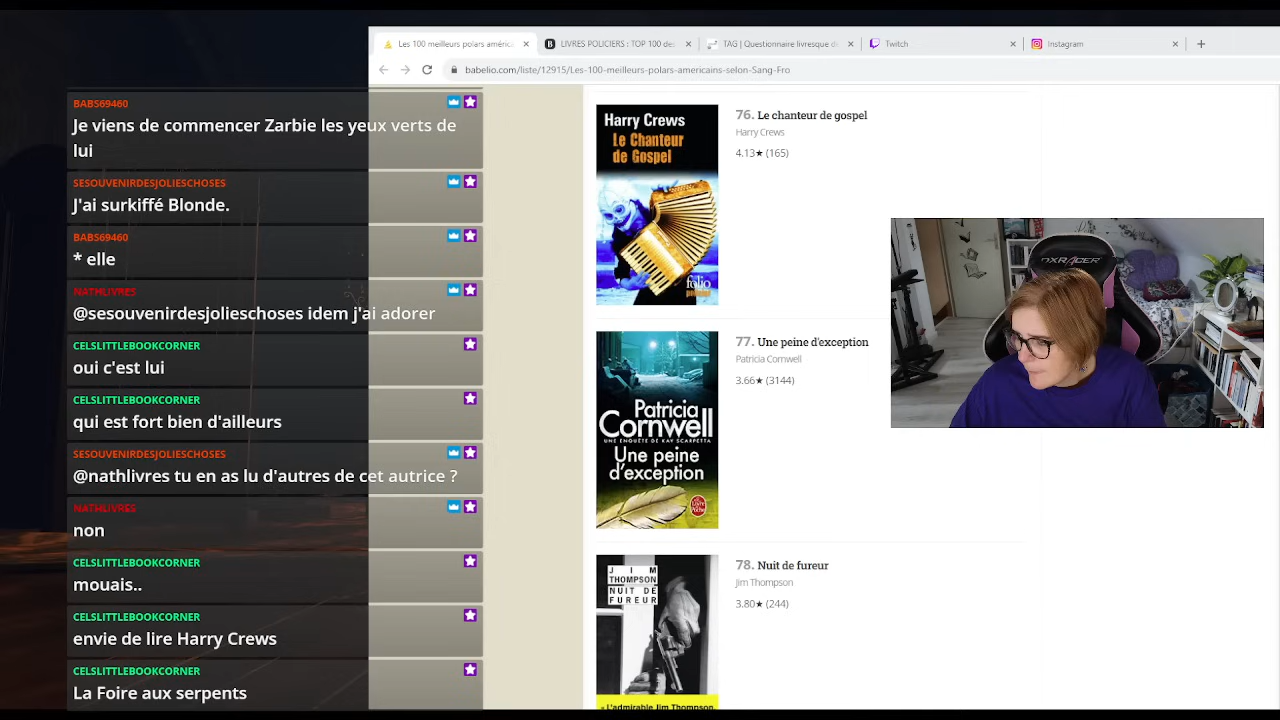 Les 100 meilleurs polars améric
LIVRES POLICIERS : TOP 100 des
TAG | Questionnaire livresque d
Twitch
Instagram
babelio.com/liste/12915/Les-100-meilleurs-polars-americains-selon-Sang-Fro
BABS69460
Je viens de commencer Zarbie les yeux verts de
lui
SESOUVENIRDESJOLIESCHOSES
J'ai surkiffé Blonde.
BABS69460
* elle
NATHLIVRES
@sesouvenirdesjolieschoses idem j'ai adorer
CELSLITTLEBOOKCORNER
oui c'est lui
CELSLITTLEBOOKCORNER
qui est fort bien d'ailleurs
SESOUVENIRDESJOLIESCHOSES
@nathlivres tu en as lu d'autres de cet autrice ?
NATHLIVRES
non
CELSLITTLEBOOKCORNER
mouais..
CELSLITTLEBOOKCORNER
envie de lire Harry Crews
CELSLITTLEBOOKCORNER
La Foire aux serpents
Harry Crews
Le Chanteur
de Gospel
folio
76. Le chanteur de gospel
Harry Crews
4.13★ (165)
Patricia
Cornwell
UNE ENQUÊTE DE KAY SCARPETTA
Une peine
d'exception
77. Une peine d'exception
Patricia Cornwell
3.66★ (3144)
JIM
THOMPSON
NUIT DE
FUREUR
« L'admirable Jim Thompson
78. Nuit de fureur
Jim Thompson
3.80★ (244)
DXRACER